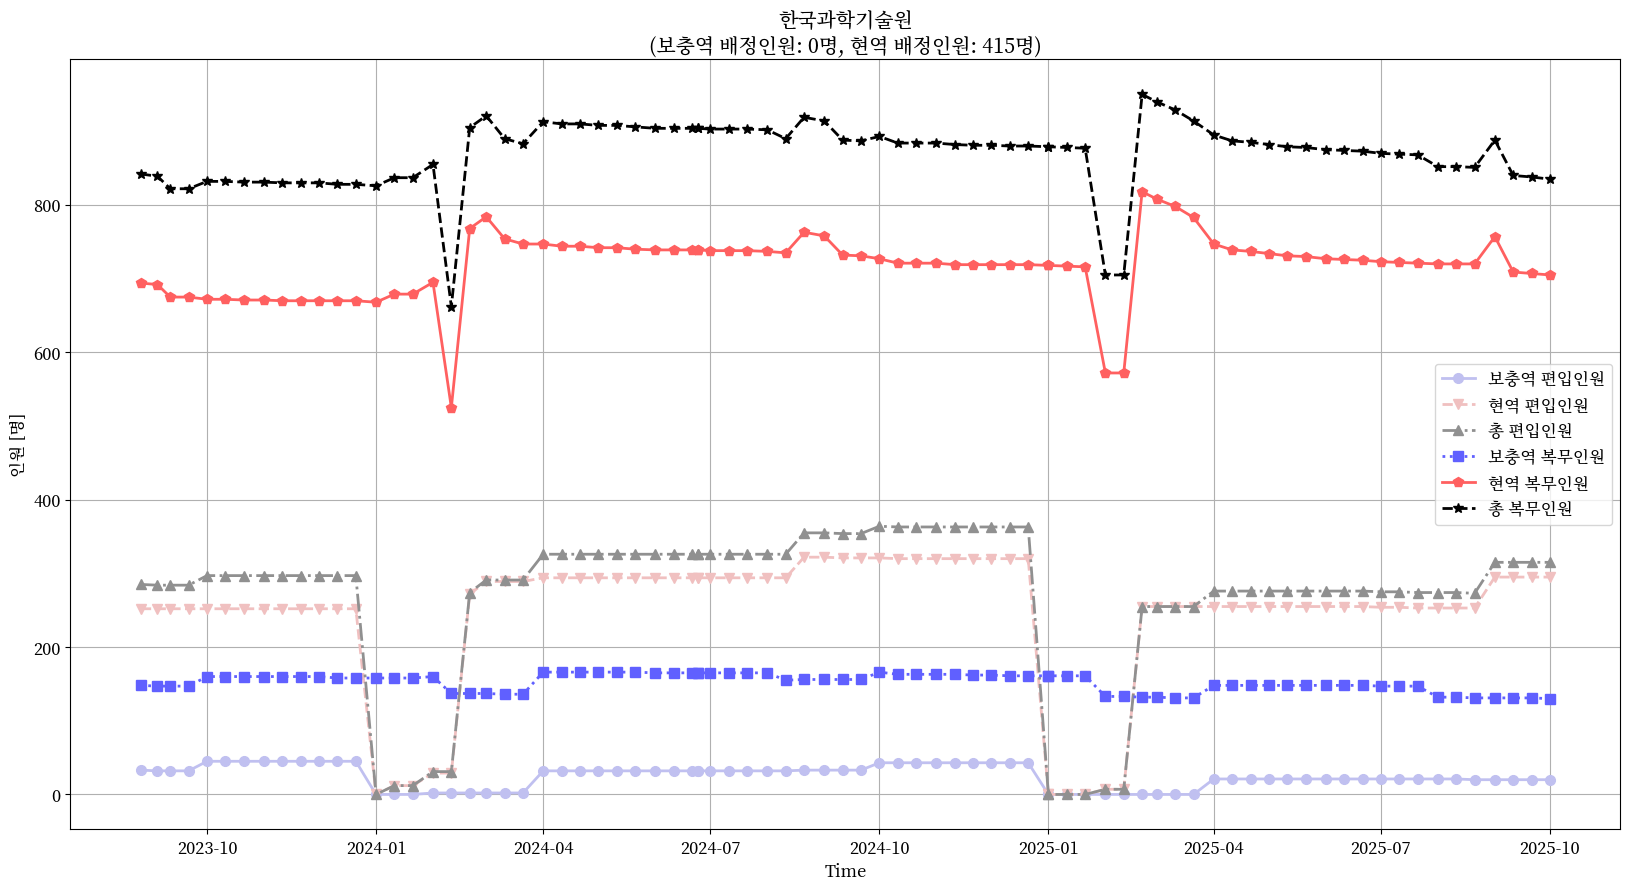 한국과학기술원
(보충역 배정인원: 0명, 현역 배정인원: 415명)
인원 [명]
800
600
400
200
0
보충역 편입인원
현역 편입인원
총 편입인원
보충역 복무인원
현역 복무인원
총 복무인원
2023-10 2024-01 2024-04 2024-07 2024-10 2025-01 2025-04 2025-07 2025-10
Time